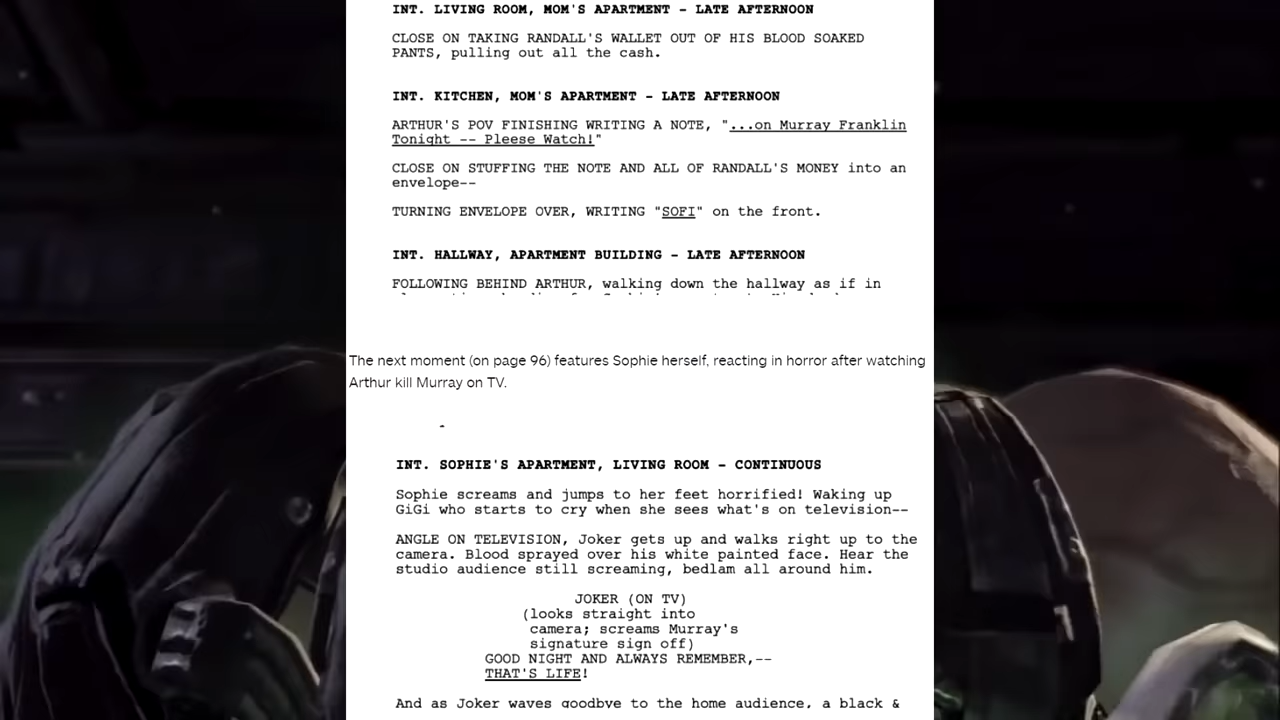 INT. LIVING ROOM, MOM'S APARTMENT - LATE AFTERNOON
CLOSE ON TAKING RANDALL'S WALLET OUT OF HIS BLOOD SOAKED
PANTS, pulling out all the cash.
INT. KITCHEN, MOM'S APARTMENT - LATE AFTERNOON
ARTHUR'S POV FINISHING WRITING A NOTE, "...on Murray Franklin
Tonight -- Pleese Watch!"
CLOSE ON STUFFING THE NOTE AND ALL OF RANDALL'S MONEY into an
envelope--
TURNING ENVELOPE OVER, WRITING "SOFI" on the front.
INT. HALLWAY, APARTMENT BUILDING - LATE AFTERNOON
FOLLOWING BEHIND ARTHUR, walking down the hallway as if in
The next moment (on page 96) features Sophie herself, reacting in horror after watching
Arthur kill Murray on TV.
INT. SOPHIE'S APARTMENT, LIVING ROOM - CONTINUOUS
Sophie screams and jumps to her feet horrified! Waking up
GiGi who starts to cry when she sees what's on television--
ANGLE ON TELEVISION, Joker gets up and walks right up to the
camera. Blood sprayed over his white painted face. Hear the
studio audience still screaming, bedlam all around him.
JOKER (ON TV)
(looks straight into
camera; screams Murray's
signature sign off)
GOOD NIGHT AND ALWAYS REMEMBER,--
THAT'S LIFE!
And as Joker waves goodbye to the home audience, a black &